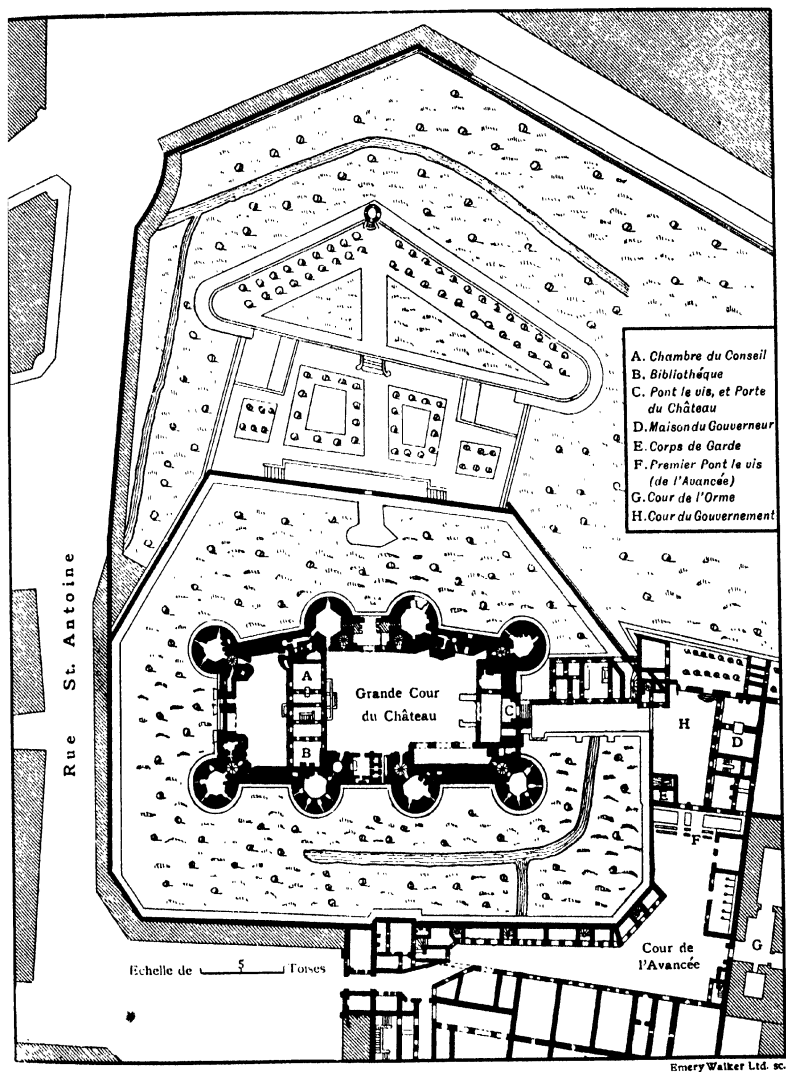 A. Chambre du Conseil
B. Bibliothéque
C. Pont le vis, et Porte
du Château
D. Maison du Gouverneur
E. Corps de Garde
F. Premier Pont le vis
(de l'Avancée)
G. Cour de l'Orme
H. Cour du Gouvernement
Rue St. Antoine
A
Grande Cour
du Château
B
C
H
D
E
F
G
Cour de
l'Avancée
Echelle de 5 Toises
Emery Walker Ltd. sc.